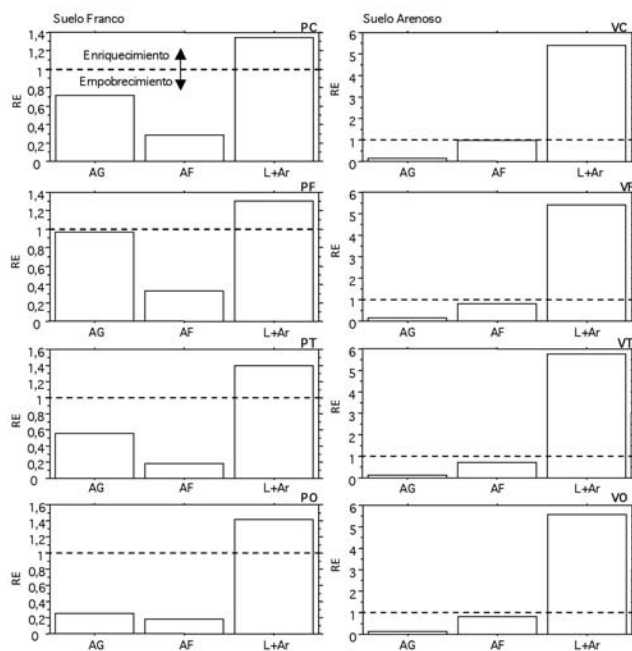 Suelo Franco
PC
1,4
1,2
1
0,8
0,6
0,4
0,2
0
RE
Enriquecimiento
Empobrecimiento
AG AF L+Ar
Suelo Arenoso
VC
6
5
4
3
2
1
0
RE
AG AF L+Ar
PF
1,4
1,2
1
0,8
0,6
0,4
0,2
0
RE
AG AF L+Ar
VF
6
5
4
3
2
1
0
RE
AG AF L+Ar
PT
1,6
1,4
1,2
1
0,8
0,6
0,4
0,2
0
RE
AG AF L+Ar
VT
6
5
4
3
2
1
0
RE
AG AF L+Ar
PO
1,6
1,4
1,2
1
0,8
0,6
0,4
0,2
0
RE
AG AF L+Ar
VO
6
5
4
3
2
1
0
RE
AG AF L+Ar